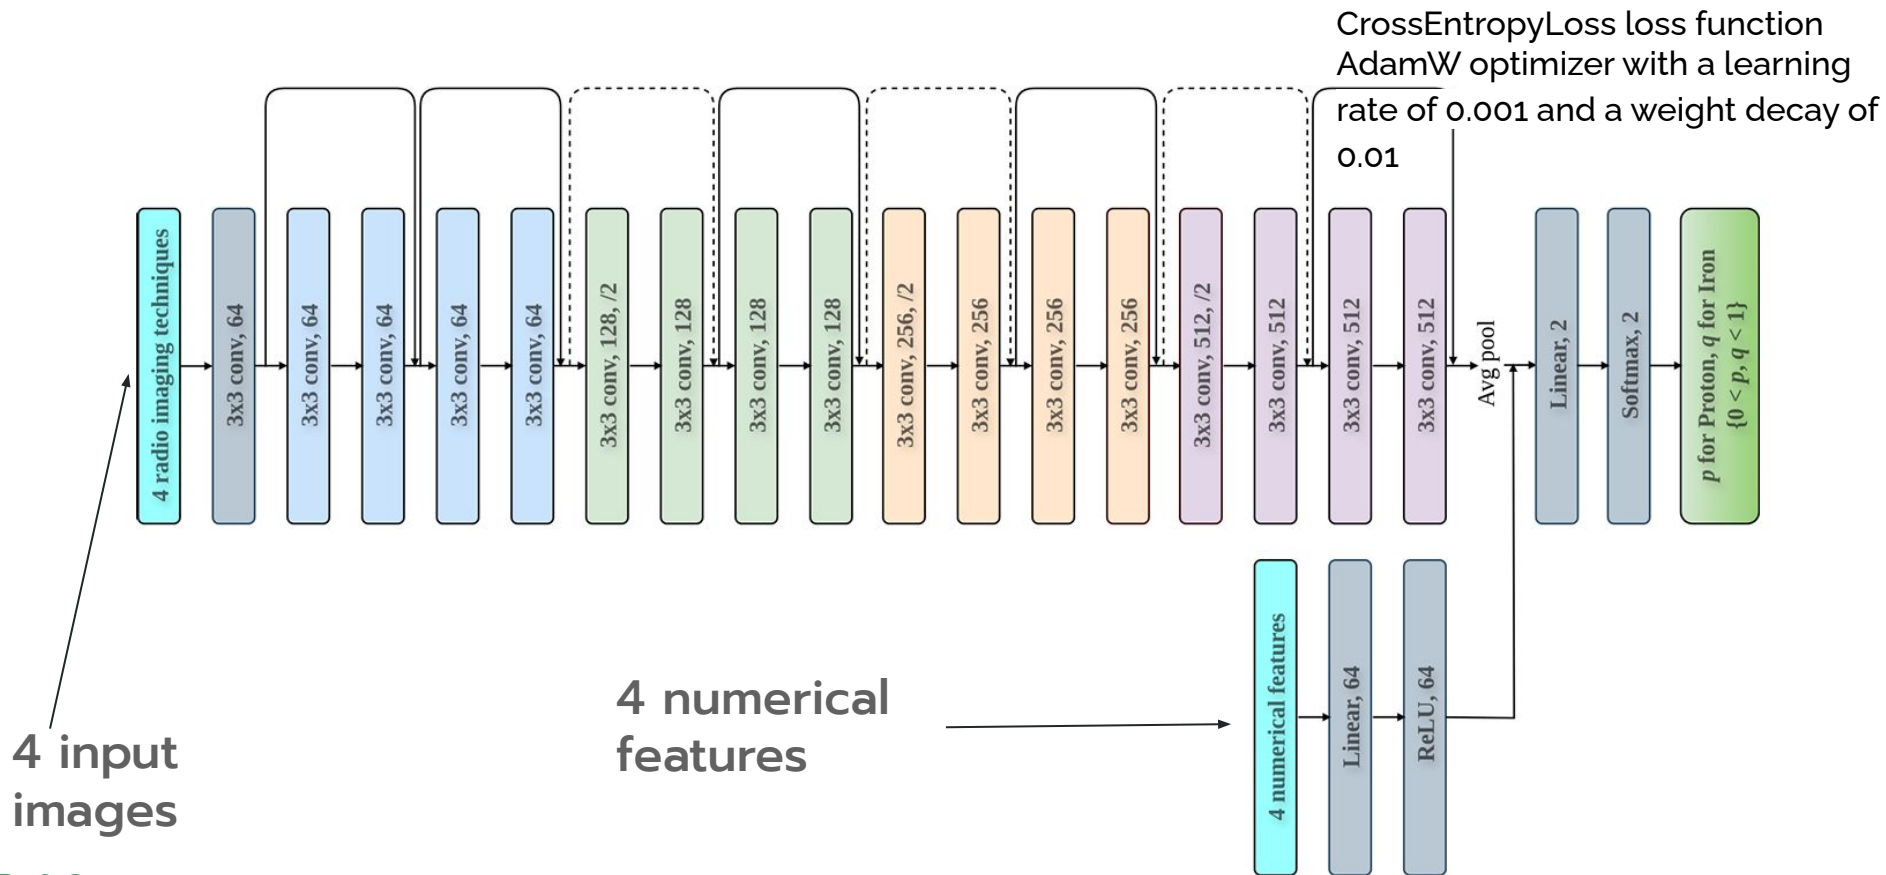 CrossEntropyLoss loss function
AdamW optimizer with a learning
rate of 0.001 and a weight decay of
0.01
4 radio imaging techniques
3x3 conv, 64
3x3 conv, 64
3x3 conv, 64
3x3 conv, 64
3x3 conv, 64
3x3 conv, 128, /2
3x3 conv, 128
3x3 conv, 128
3x3 conv, 128
3x3 conv, 256, /2
3x3 conv, 256
3x3 conv, 256
3x3 conv, 256
3x3 conv, 512, /2
3x3 conv, 512
3x3 conv, 512
3x3 conv, 512
Avg pool
Linear, 2
Softmax, 2
p for Proton, q for Iron
{0 < p, q < 1}
4 numerical
features
4 numerical features
Linear, 64
ReLU, 64
4 input
images